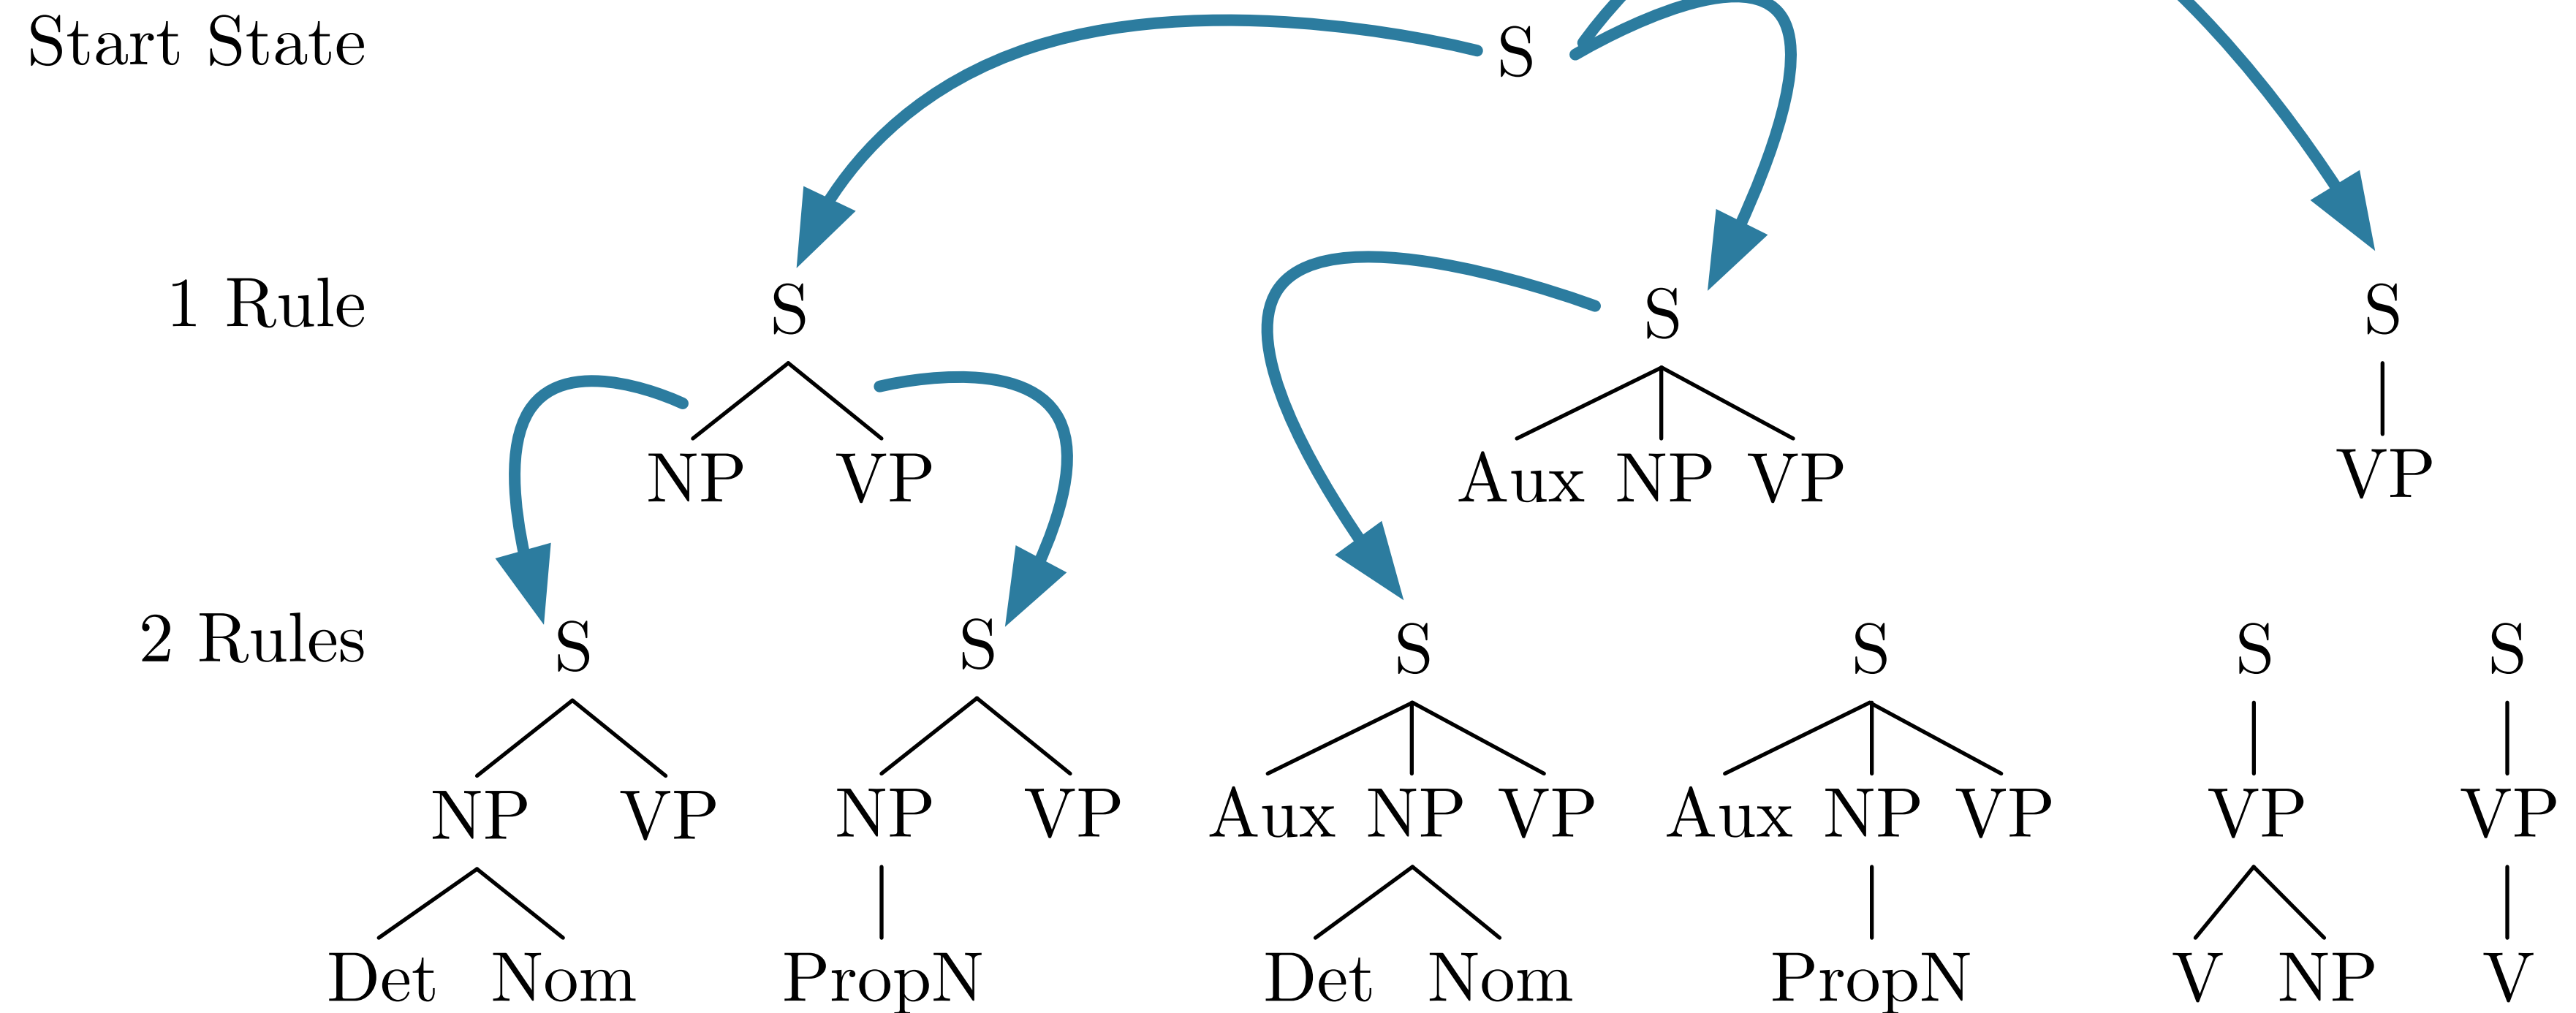 Start State S
1 Rule S S S
NP VP Aux NP VP VP
2 Rules S S S S S S
NP VP NP VP Aux NP VP Aux NP VP VP VP
Det Nom PropN Det Nom PropN V NP V